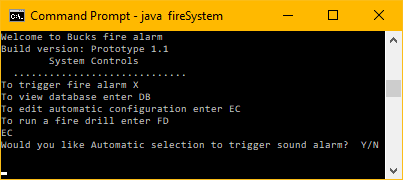 Command Prompt - java fireSystem
Welcome to Bucks fire alarm
Build version: Prototype 1.1
System Controls
.............................
To trigger fire alarm X
To view database enter DB
To edit automatic configuration enter EC
To run a fire drill enter FD
EC
Would you like Automatic selection to trigger sound alarm? Y/N